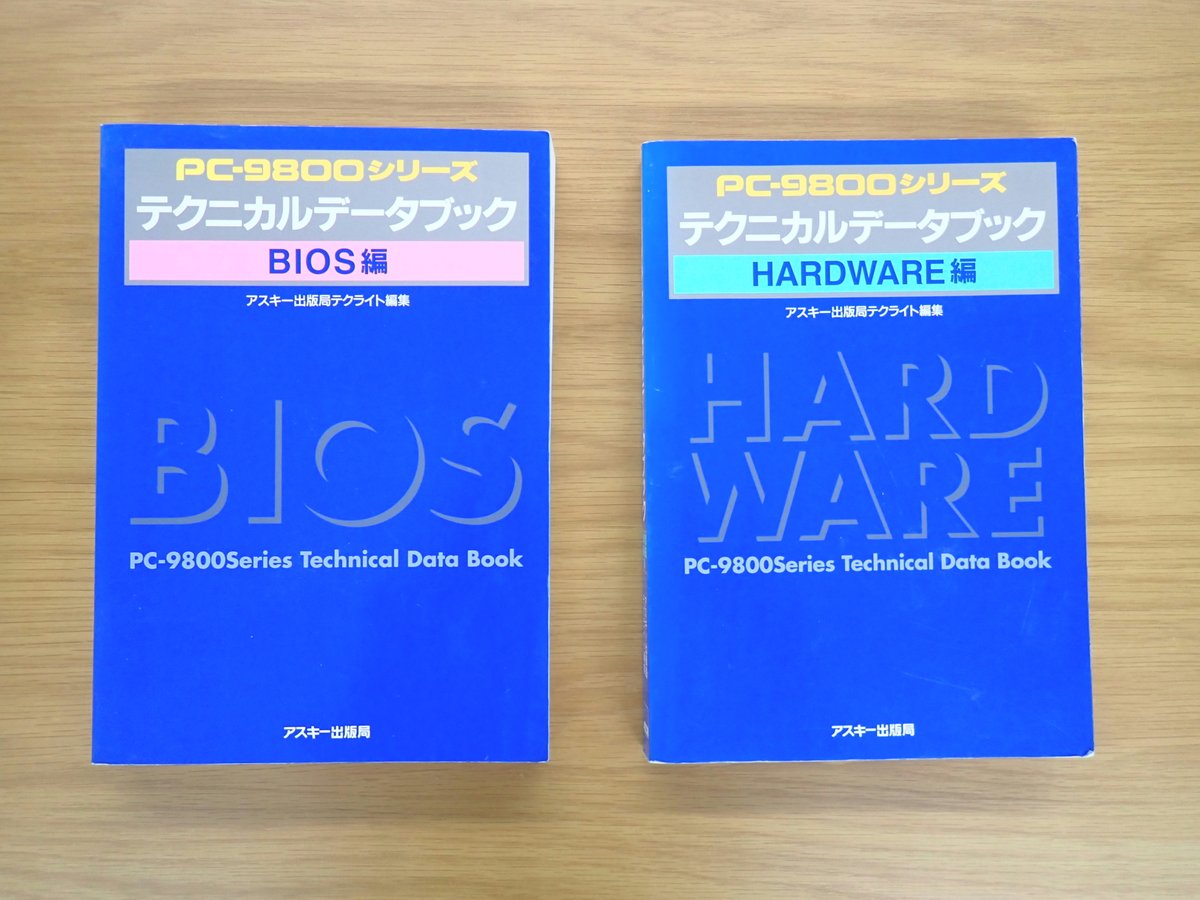 PC-9800シリーズ
テクニカルデータブック
BIOS編
アスキー出版局テクライト編集
BIOS
PC-9800Series Technical Data Book
アスキー出版局
PC-9800シリーズ
テクニカルデータブック
HARDWARE編
アスキー出版局テクライト編集
HARD
WARE
PC-9800Series Technical Data Book
アスキー出版局